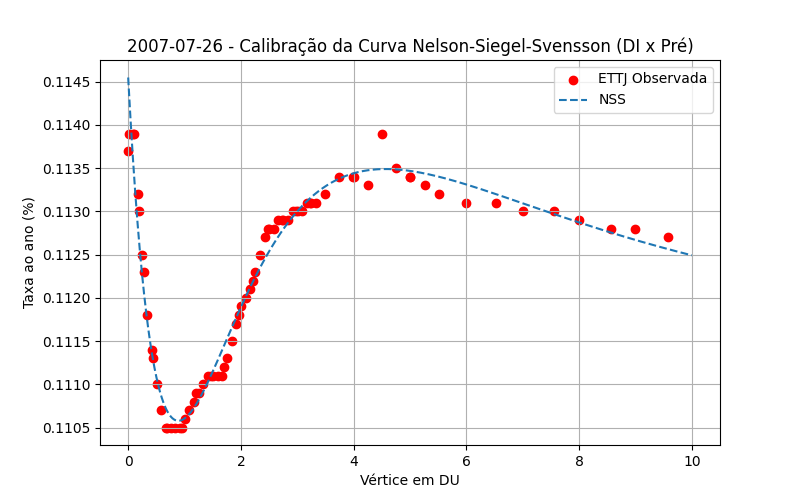 2007-07-26 - Calibração da Curva Nelson-Siegel-Svensson (DI x Pré)
ETTJ Observada
NSS
Taxa ao ano (%)
0.1145
0.1140
0.1135
0.1130
0.1125
0.1120
0.1115
0.1110
0.1105
0 2 4 6 8 10
Vértice em DU